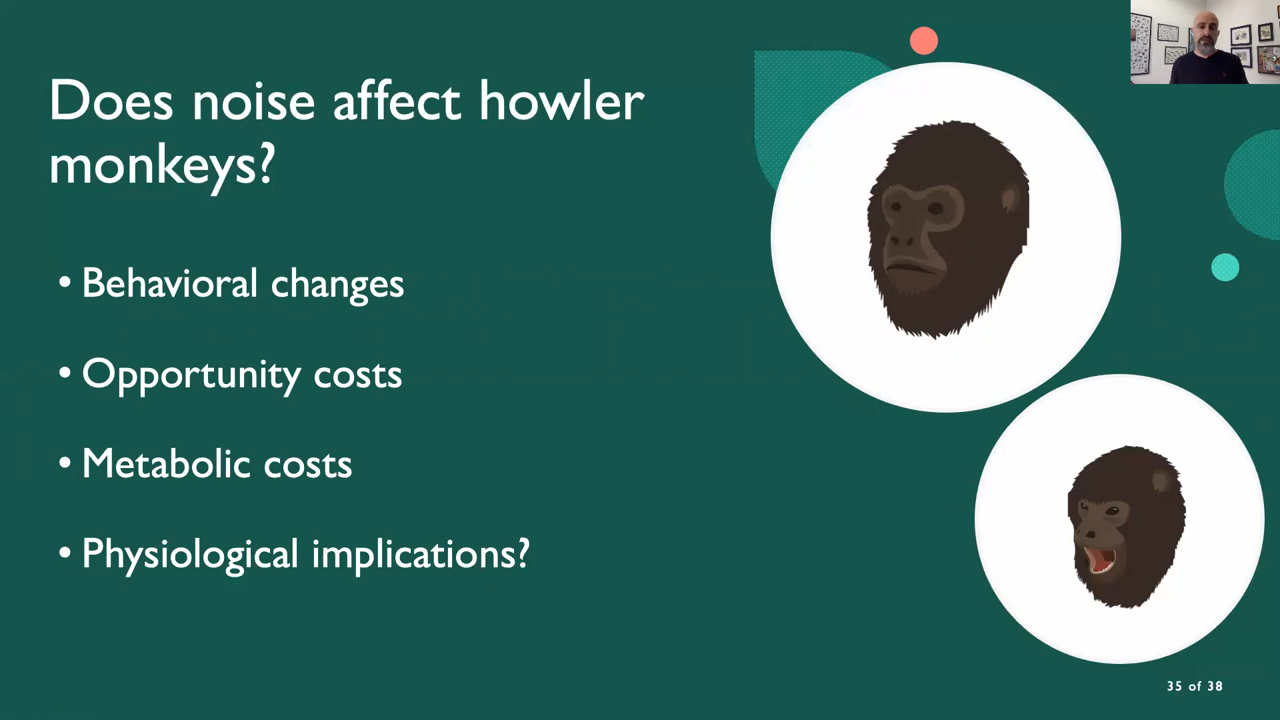 Does noise affect howler
monkeys?
• Behavioral changes
• Opportunity costs
• Metabolic costs
• Physiological implications?
35 of 38